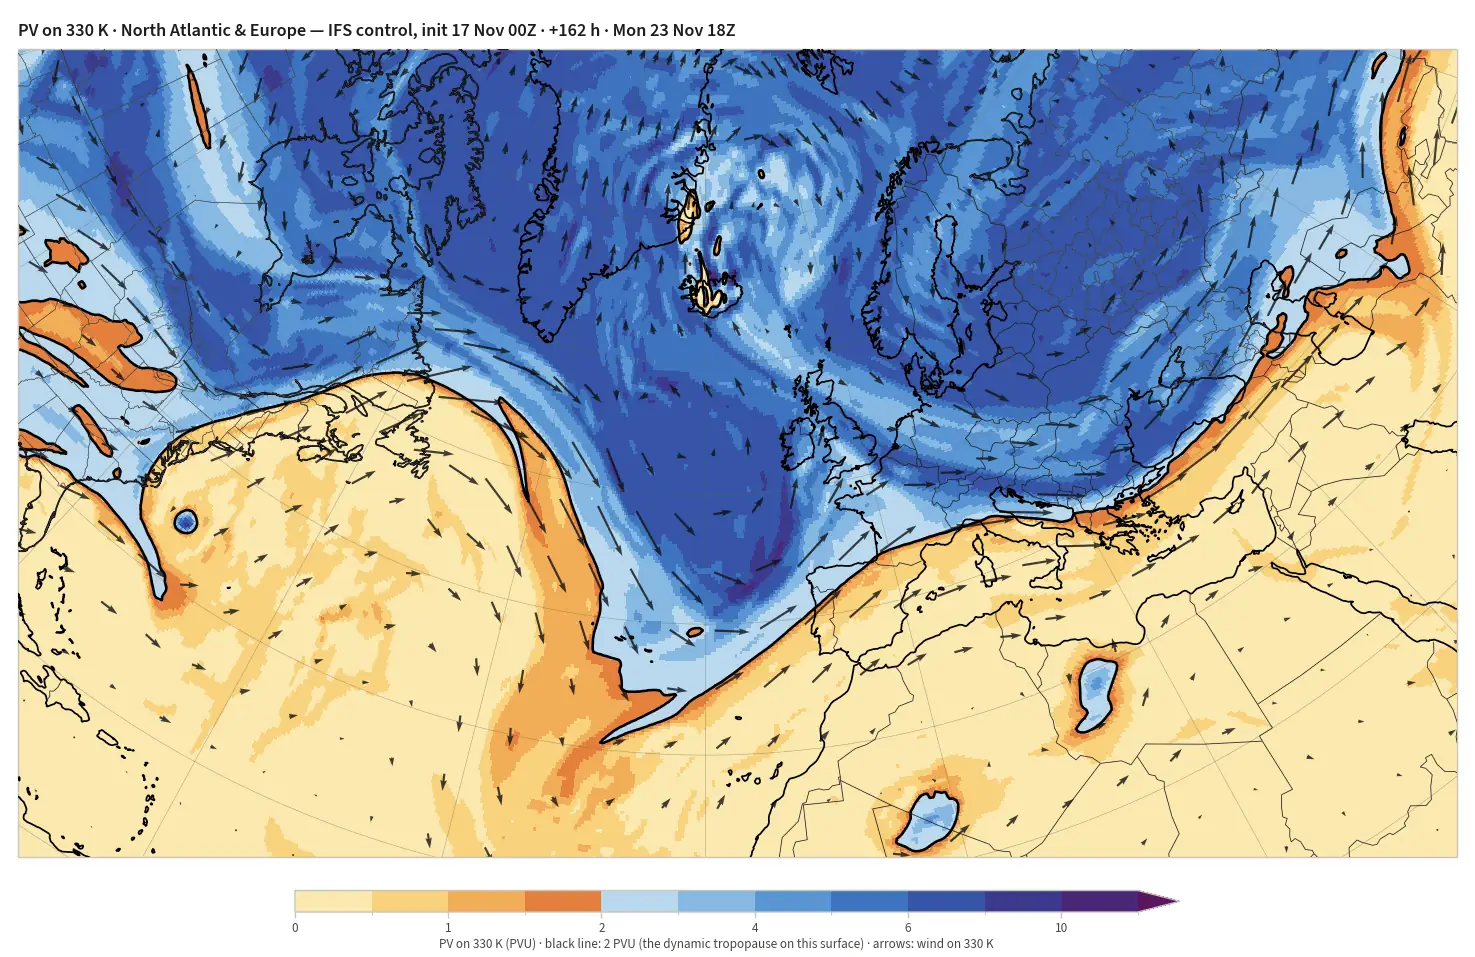 PV on 330 K · North Atlantic & Europe — IFS control, init 17 Nov 00Z · +162 h · Mon 23 Nov 18Z
0 1 2 4 6 10
PV on 330 K (PVU) · black line: 2 PVU (the dynamic tropopause on this surface) · arrows: wind on 330 K